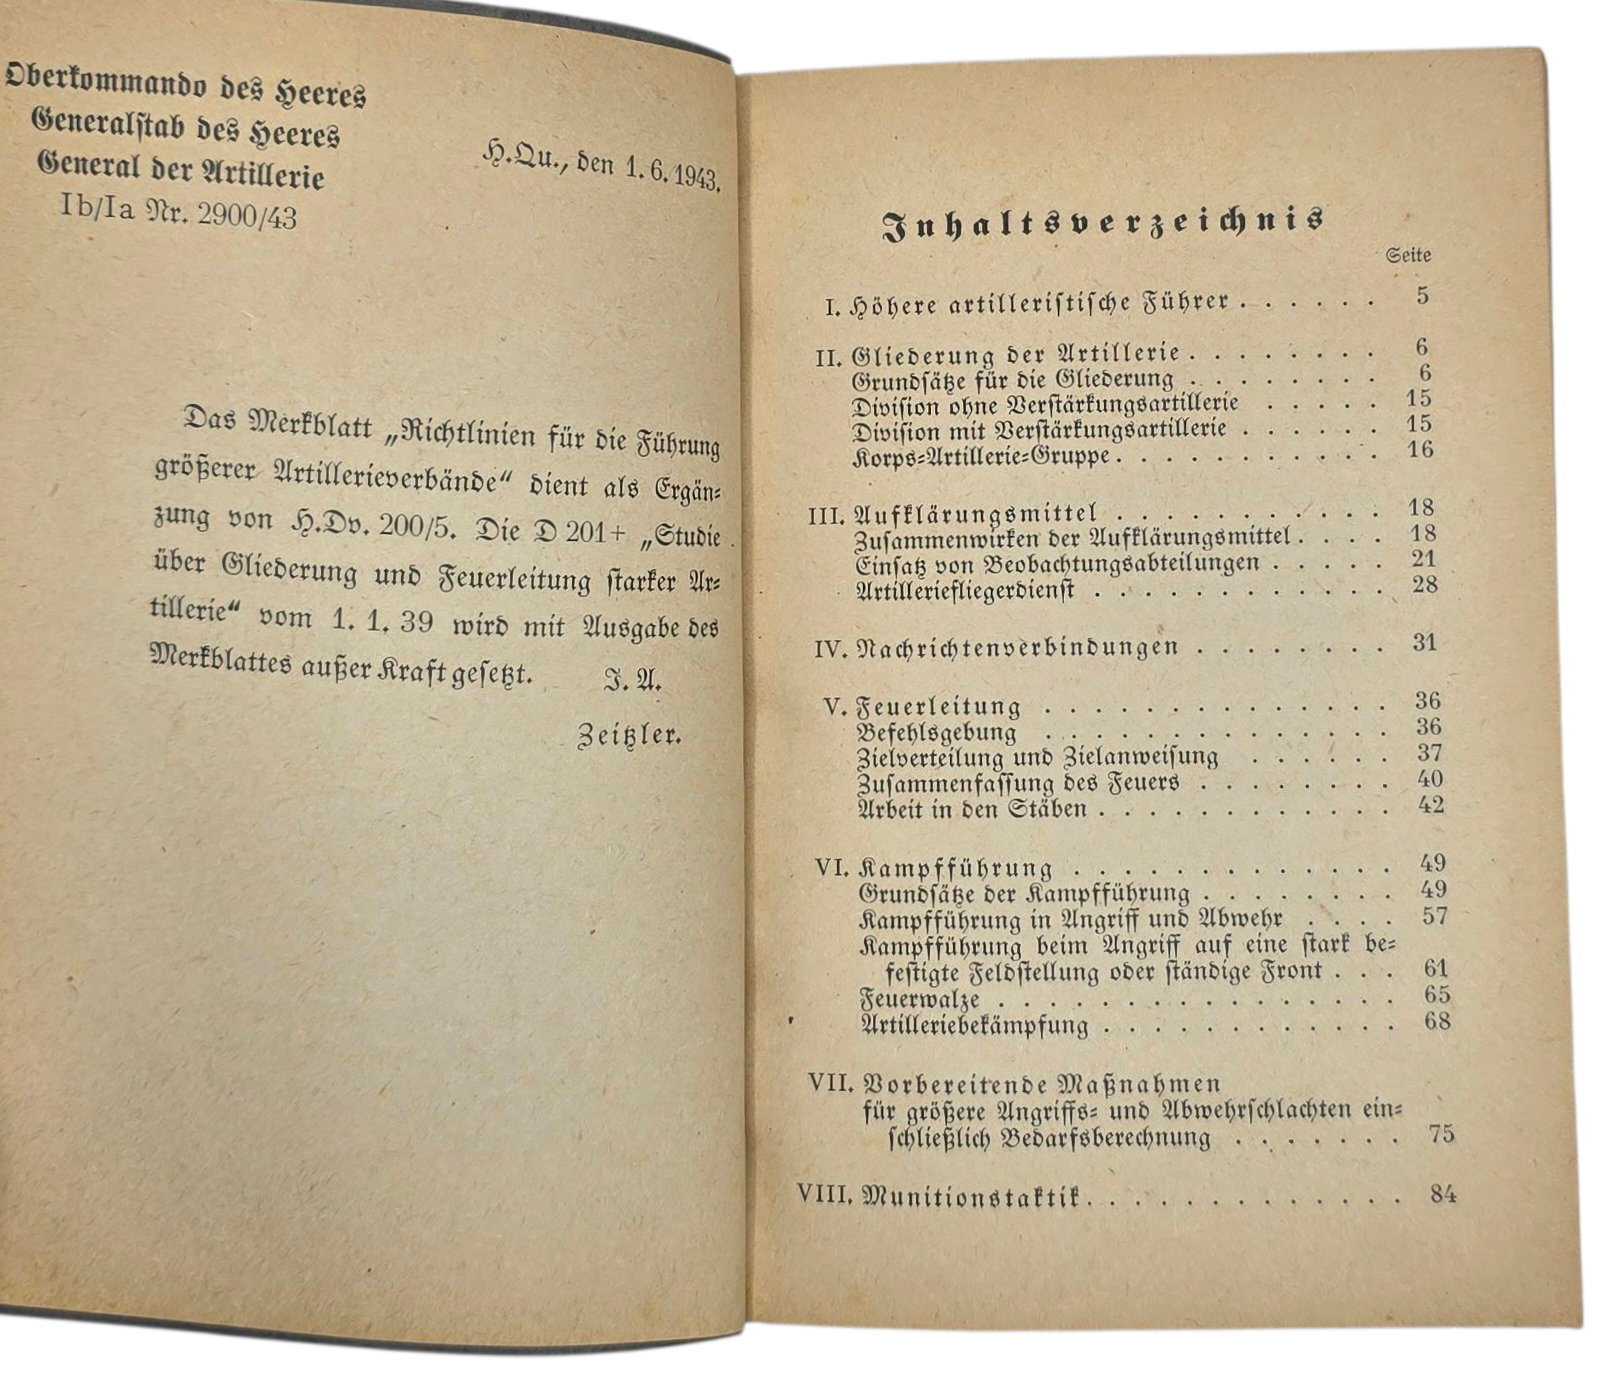 Oberkommando des Heeres
Generalstab des Heeres
General der Artillerie
Ib/Ia Nr. 2900/43
H.Qu., den 1. 6. 1943.
Das Merkblatt „Richtlinien für die Führung
größerer Artillerieverbände“ dient als Ergän-
zung von H.Dv. 200/5. Die D 201+ „Studie
über Gliederung und Feuerleitung starker Ar-
tillerie“ vom 1. 1. 39 wird mit Ausgabe des
Merkblattes außer Kraft gesetzt.
J. A.
Zeitzler.
Inhaltsverzeichnis
Seite
I. Höhere artilleristische Führer . . . . . . 5
II. Gliederung der Artillerie . . . . . . . . 6
Grundsätze für die Gliederung . . . . . . . . 6
Division ohne Verstärkungsartillerie . . . . . 15
Division mit Verstärkungsartillerie . . . . . . 15
Korps-Artillerie-Gruppe . . . . . . . . . . . 16
III. Aufklärungsmittel . . . . . . . . . . . 18
Zusammenwirken der Aufklärungsmittel . . . . 18
Einsatz von Beobachtungsabteilungen . . . . . 21
Artilleriefliegerdienst . . . . . . . . . . . . 28
IV. Nachrichtenverbindungen . . . . . . . . 31
V. Feuerleitung . . . . . . . . . . . . . . 36
Befehlsgebung . . . . . . . . . . . . . . 36
Zielverteilung und Zielanweisung . . . . . . 37
Zusammenfassung des Feuers . . . . . . . . 40
Arbeit in den Stäben . . . . . . . . . . . . 42
VI. Kampfführung . . . . . . . . . . . . . 49
Grundsätze der Kampfführung . . . . . . . . 49
Kampfführung in Angriff und Abwehr . . . . 57
Kampfführung beim Angriff auf eine stark be-
festigte Feldstellung oder ständige Front . . . 61
Feuerwalze . . . . . . . . . . . . . . . . 65
Artilleriebekämpfung . . . . . . . . . . . . 68
VII. Vorbereitende Maßnahmen
für größere Angriffs- und Abwehrschlachten ein-
schließlich Bedarfsberechnung . . . . . . . 75
VIII. Munitionstaktik . . . . . . . . . . . . . 84